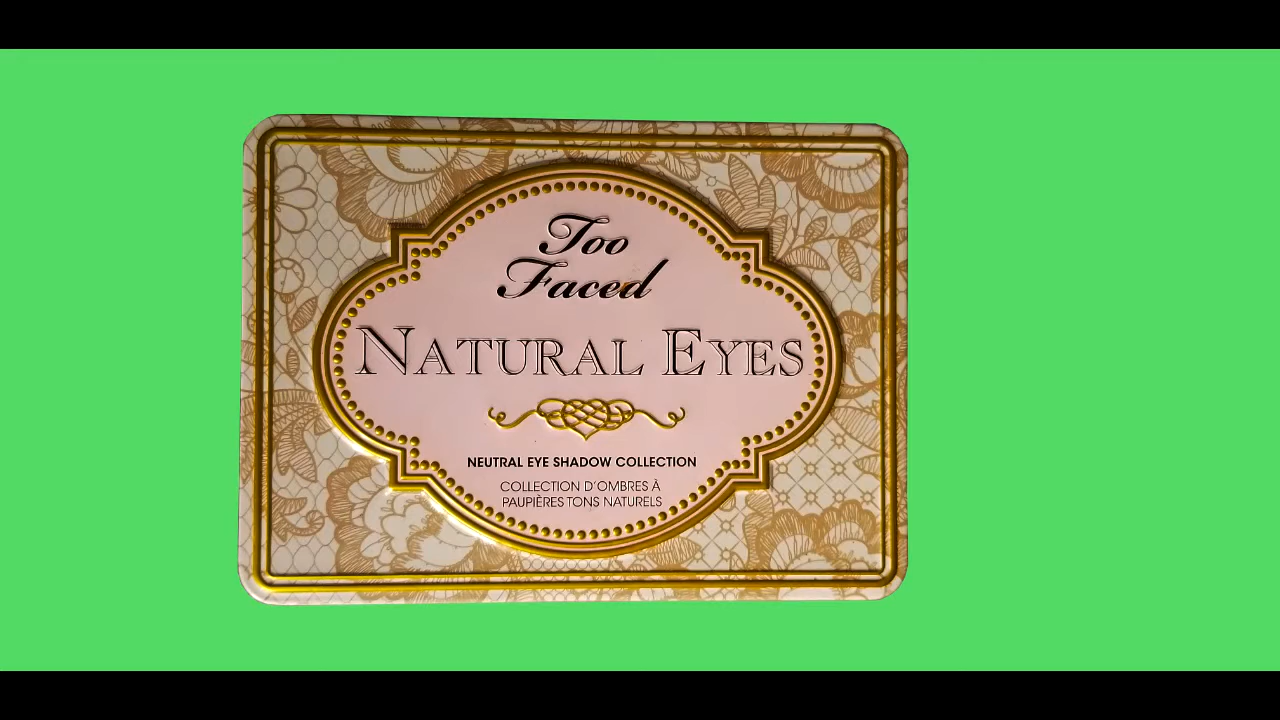 Too
Faced
NATURAL EYES
NEUTRAL EYE SHADOW COLLECTION
COLLECTION D'OMBRES À
PAUPIÈRES TONS NATURELS